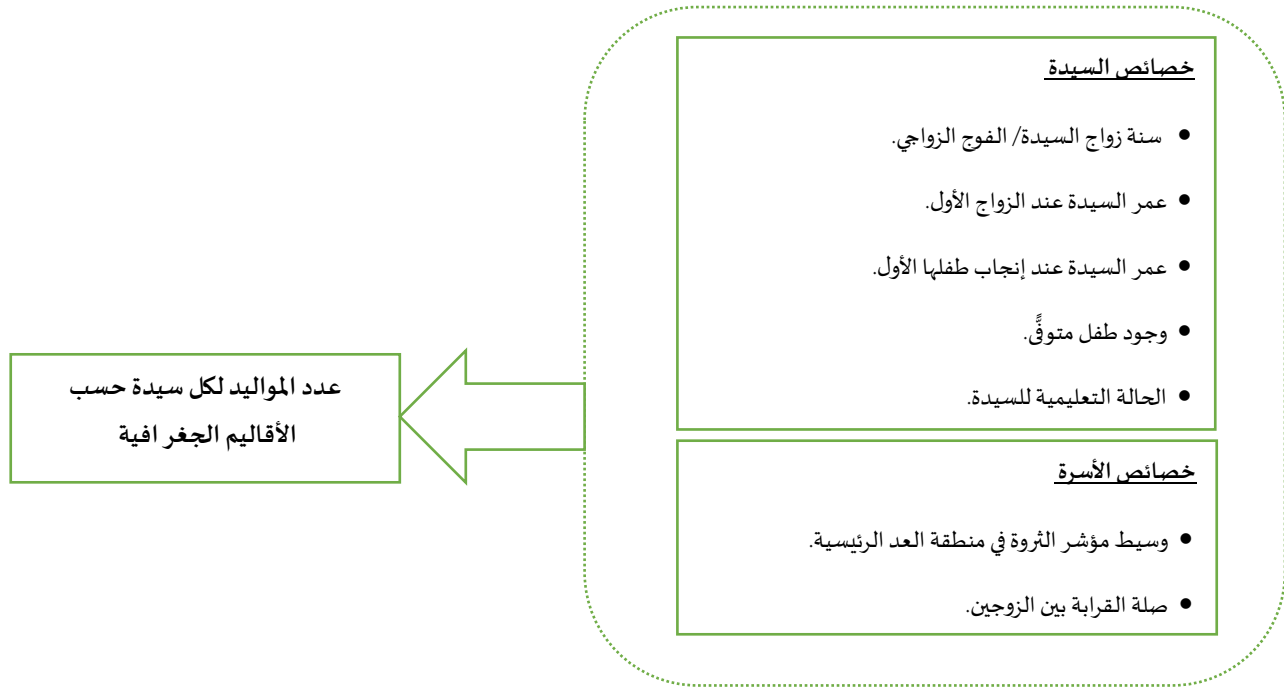 خصائص السيدة
● سنة زواج السيدة/ الفوج الزواجي.
● عمر السيدة عند الزواج الأول.
● عمر السيدة عند إنجاب طفلها الأول.
● وجود طفل متوفًّى.
● الحالة التعليمية للسيدة.
خصائص الأسرة
● وسيط مؤشر الثروة في منطقة العد الرئيسية.
● صلة القرابة بين الزوجين.
عدد المواليد لكل سيدة حسب
الأقاليم الجغر افية